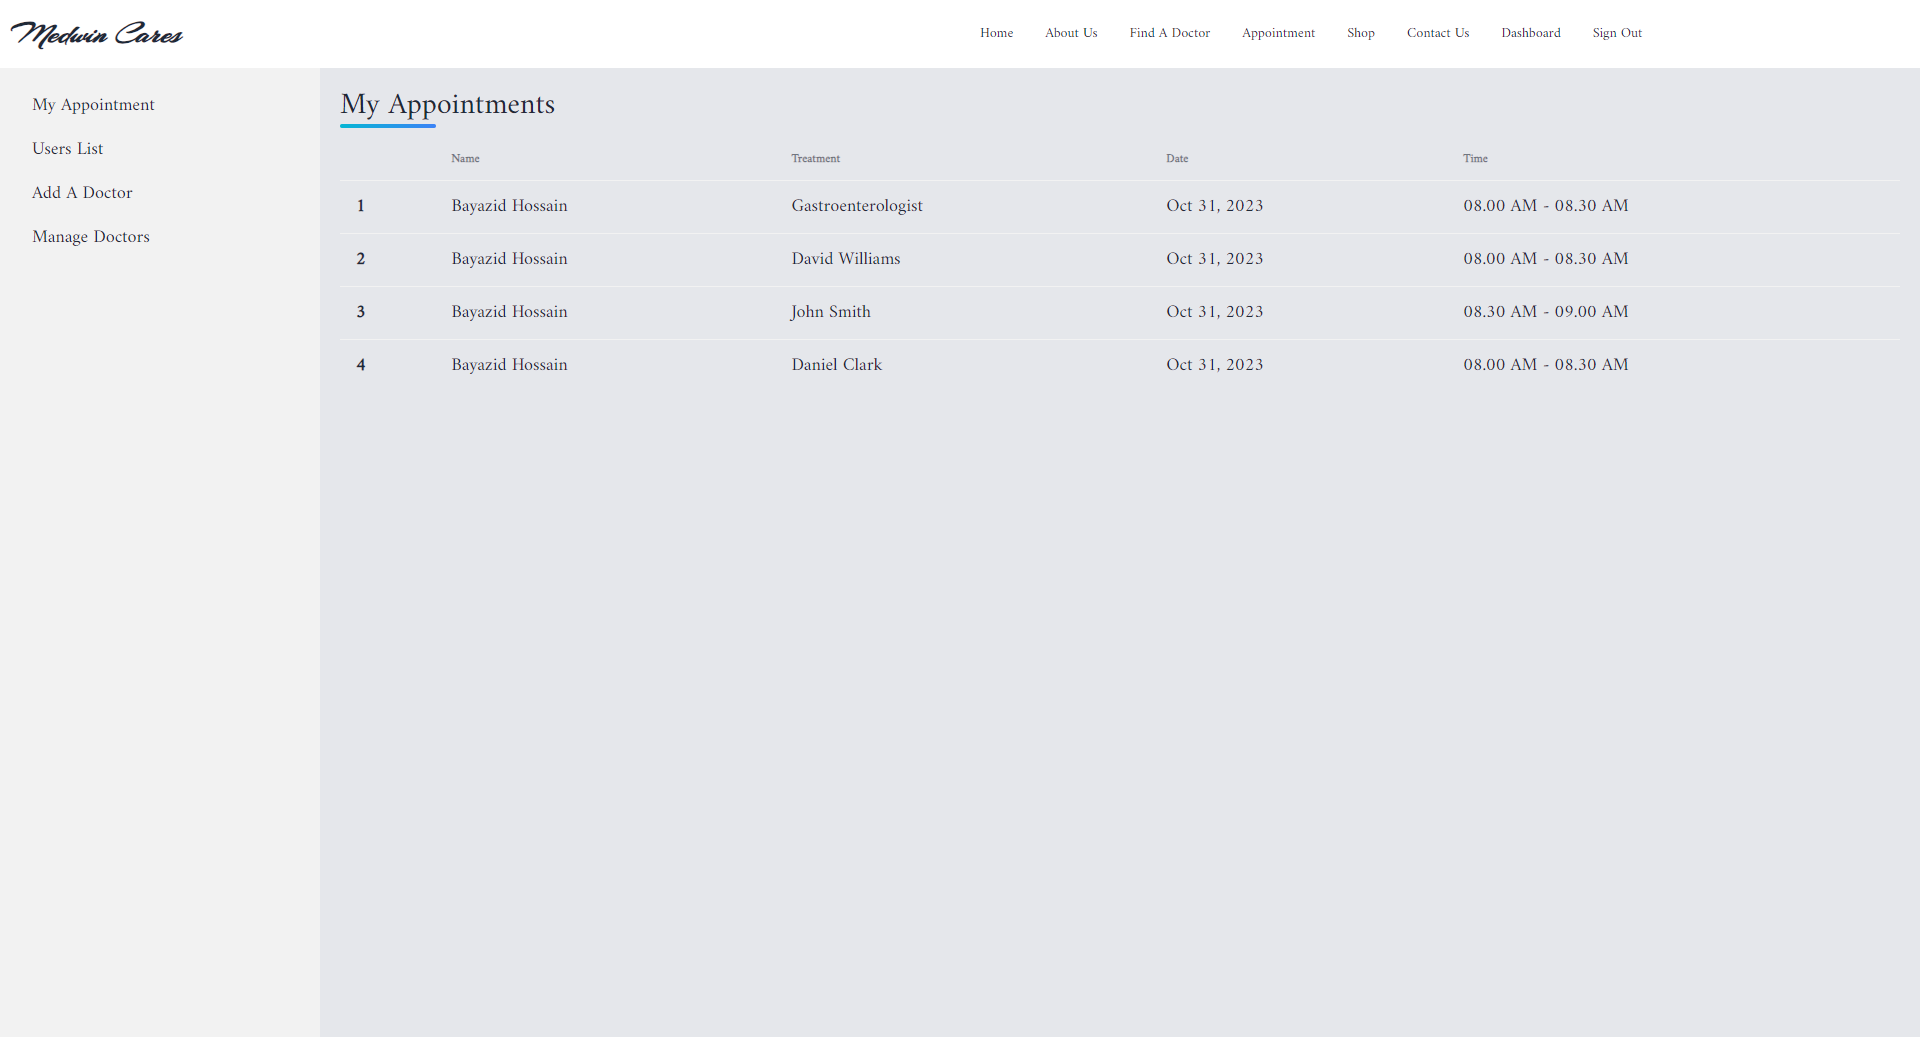 Medwin Cares
Home About Us Find A Doctor Appointment Shop Contact Us Dashboard Sign Out
My Appointment
Users List
Add A Doctor
Manage Doctors
My Appointments
Name Treatment Date Time
1 Bayazid Hossain Gastroenterologist Oct 31, 2023 08.00 AM - 08.30 AM
2 Bayazid Hossain David Williams Oct 31, 2023 08.00 AM - 08.30 AM
3 Bayazid Hossain John Smith Oct 31, 2023 08.30 AM - 09.00 AM
4 Bayazid Hossain Daniel Clark Oct 31, 2023 08.00 AM - 08.30 AM